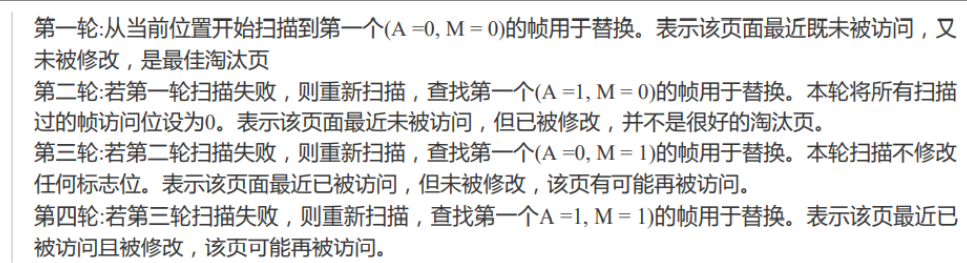 第一轮:从当前位置开始扫描到第一个(A =0, M = 0)的帧用于替换。表示该页面最近既未被访问，又
未被修改，是最佳淘汰页
第二轮:若第一轮扫描失败，则重新扫描，查找第一个(A =1, M = 0)的帧用于替换。本轮将所有扫描
过的帧访问位设为0。表示该页面最近未被访问，但已被修改，并不是很好的淘汰页。
第三轮:若第二轮扫描失败，则重新扫描，查找第一个(A =0, M = 1)的帧用于替换。本轮扫描不修改
任何标志位。表示该页面最近已被访问，但未被修改，该页有可能再被访问。
第四轮:若第三轮扫描失败，则重新扫描，查找第一个A =1, M = 1)的帧用于替换。表示该页最近已
被访问且被修改，该页可能再被访问。